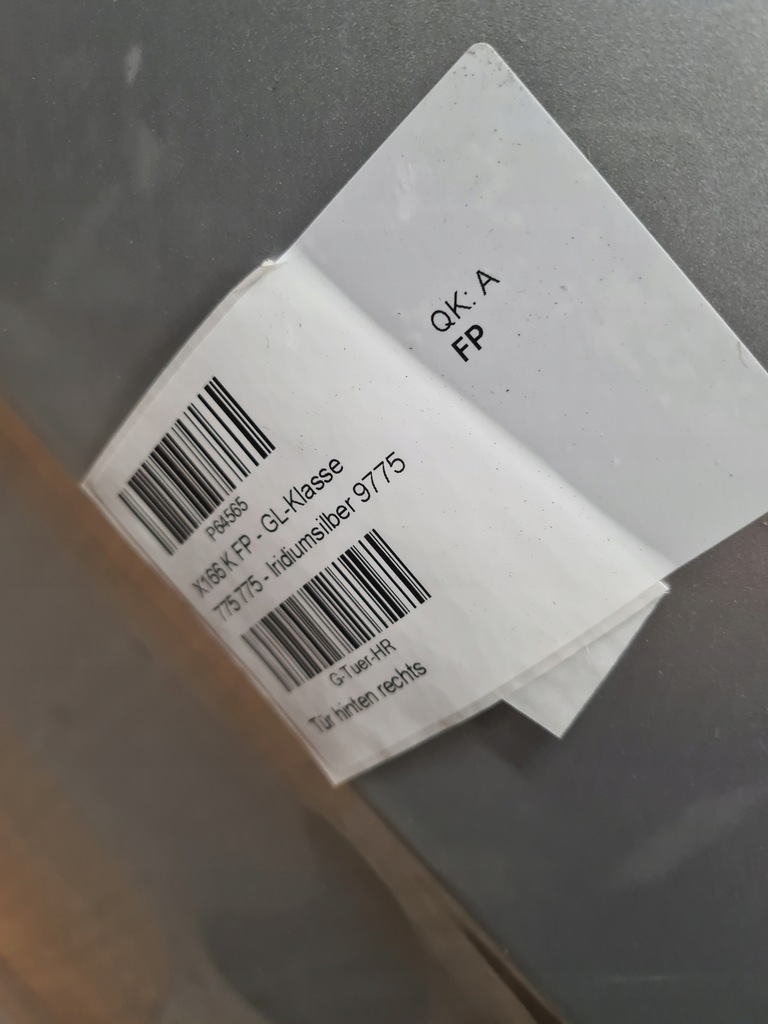 QK: A
FP
P64565
X166 K FP - GL-Klasse
775 775 - Iridiumsilber 9775
G-Tuer-HR
Tür hinten rechts